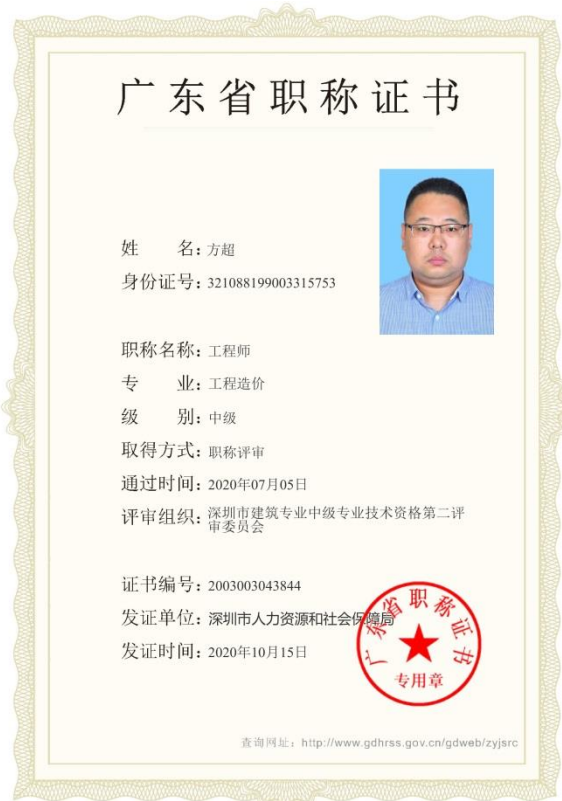 广东省职称证书
姓 名：方超
身份证号：321088199003315753
职称名称：工程师
专 业：工程造价
级 别：中级
取得方式：职称评审
通过时间：2020年07月05日
评审组织：深圳市建筑专业中级专业技术资格第二评
审委员会
证书编号：2003003043844
发证单位：深圳市人力资源和社会保障局
发证时间：2020年10月15日
广东省职称证书
专用章
查询网址：http://www.gdhrss.gov.cn/gdweb/zyjsrc